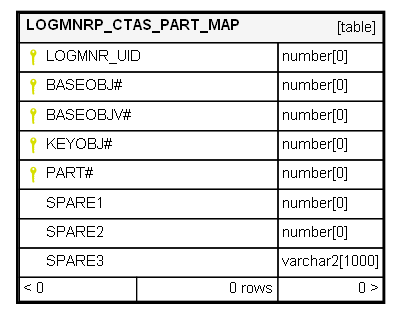 LOGMNRP_CTAS_PART_MAP [table]
LOGMNR_UID number[0]
BASEOBJ# number[0]
BASEOBJV# number[0]
KEYOBJ# number[0]
PART# number[0]
SPARE1 number[0]
SPARE2 number[0]
SPARE3 varchar2[1000]
< 0 0 rows 0 >